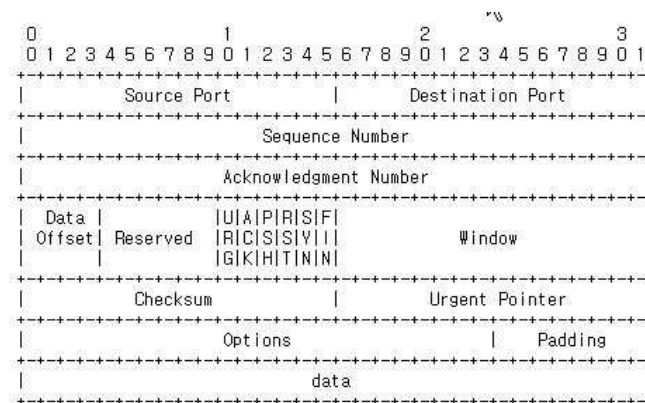 0 1 2 3
0 1 2 3 4 5 6 7 8 9 0 1 2 3 4 5 6 7 8 9 0 1 2 3 4 5 6 7 8 9 0 1
+-+-+-+-+-+-+-+-+-+-+-+-+-+-+-+-+-+-+-+-+-+-+-+-+-+-+-+-+-+-+-+-
| Source Port | Destination Port
+-+-+-+-+-+-+-+-+-+-+-+-+-+-+-+-+-+-+-+-+-+-+-+-+-+-+-+-+-+-+-+-
| Sequence Number
+-+-+-+-+-+-+-+-+-+-+-+-+-+-+-+-+-+-+-+-+-+-+-+-+-+-+-+-+-+-+-+-
| Acknowledgment Number
+-+-+-+-+-+-+-+-+-+-+-+-+-+-+-+-+-+-+-+-+-+-+-+-+-+-+-+-+-+-+-+-
| Data | |U|A|P|R|S|F|
| Offset| Reserved |R|C|S|S|Y|I| Window
| | |G|K|H|T|N|N|
+-+-+-+-+-+-+-+-+-+-+-+-+-+-+-+-+-+-+-+-+-+-+-+-+-+-+-+-+-+-+-+-
| Checksum | Urgent Pointer
+-+-+-+-+-+-+-+-+-+-+-+-+-+-+-+-+-+-+-+-+-+-+-+-+-+-+-+-+-+-+-+-
| Options | Padding
+-+-+-+-+-+-+-+-+-+-+-+-+-+-+-+-+-+-+-+-+-+-+-+-+-+-+-+-+-+-+-+-
| data
+-+-+-+-+-+-+-+-+-+-+-+-+-+-+-+-+-+-+-+-+-+-+-+-+-+-+-+-+-+-+-+-